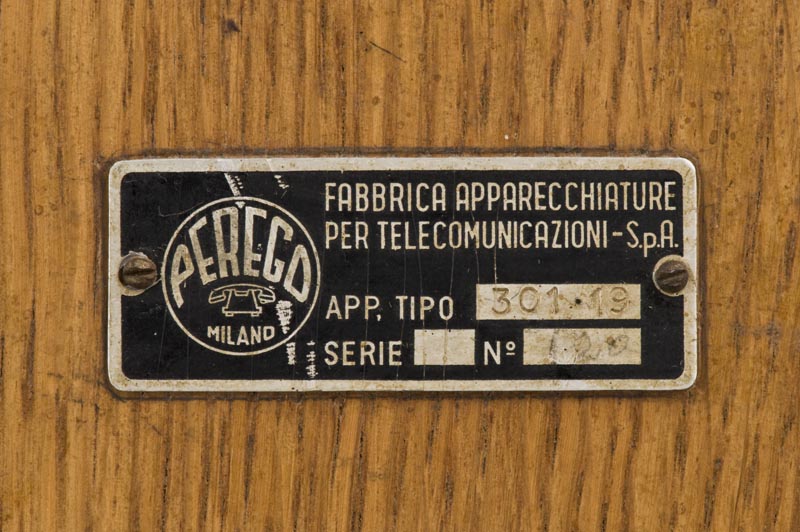 PEREGO
MILANO
FABBRICA APPARECCHIATURE
PER TELECOMUNICAZIONI-S.p.A.
APP. TIPO 301.19
SERIE Nº